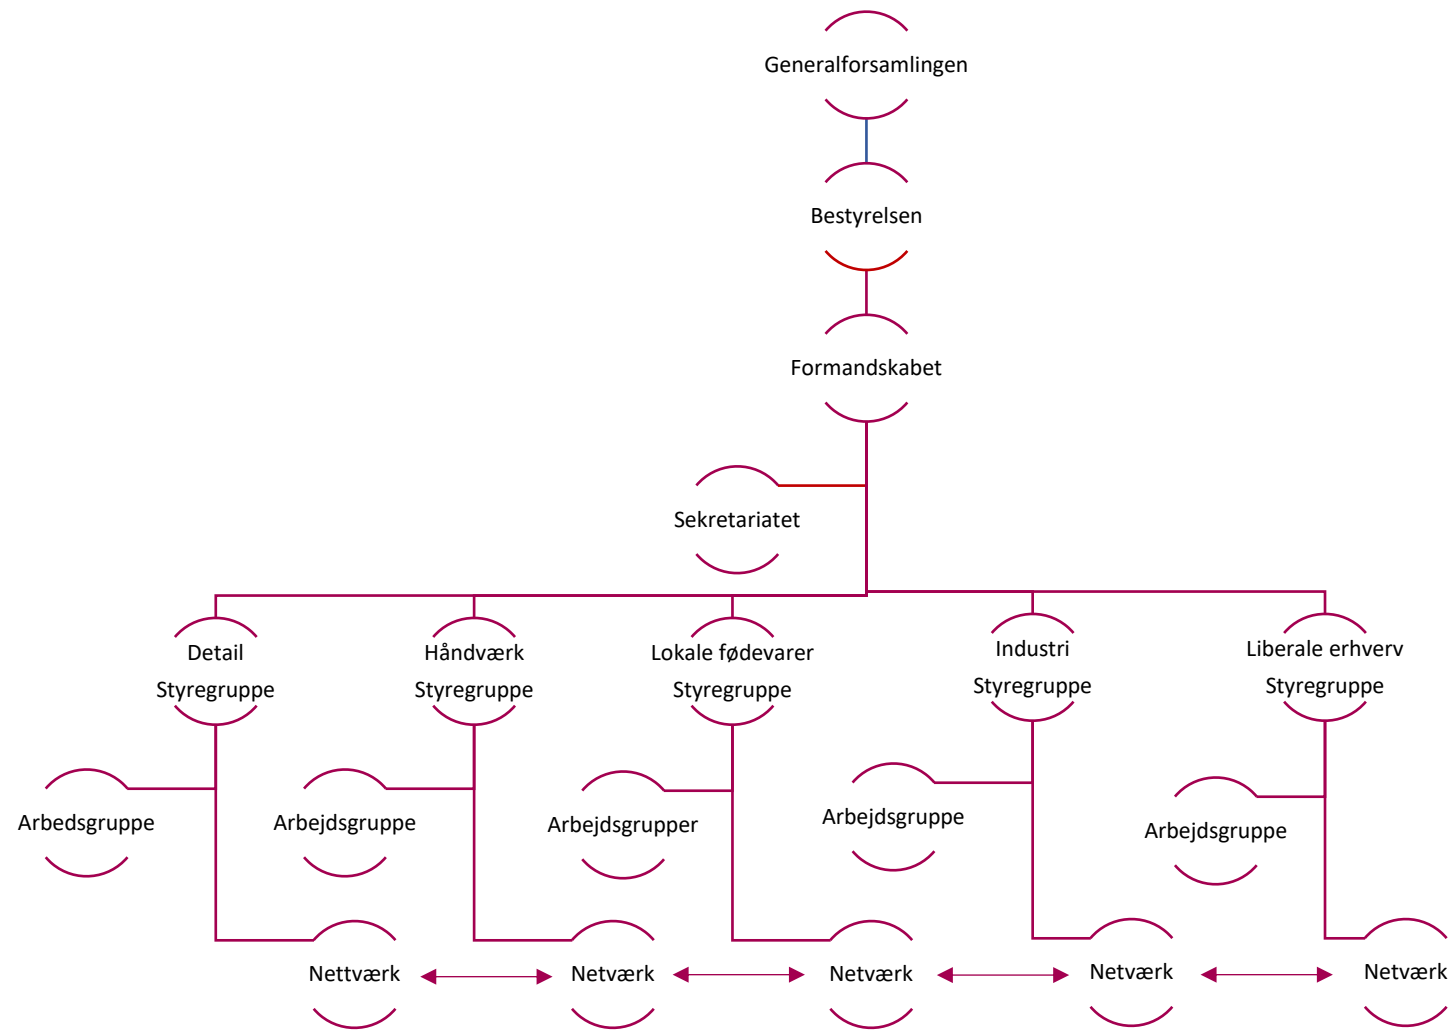 Generalforsamlingen
Bestyrelsen
Formandskabet
Sekretariatet
Detail
Styregruppe
Håndværk
Styregruppe
Lokale fødevarer
Styregruppe
Industri
Styregruppe
Liberale erhverv
Styregruppe
Arbedsgruppe
Arbejdsgruppe
Arbejdsgrupper
Arbejdsgruppe
Arbejdsgruppe
Nettværk
Netværk
Netværk
Netværk
Netværk